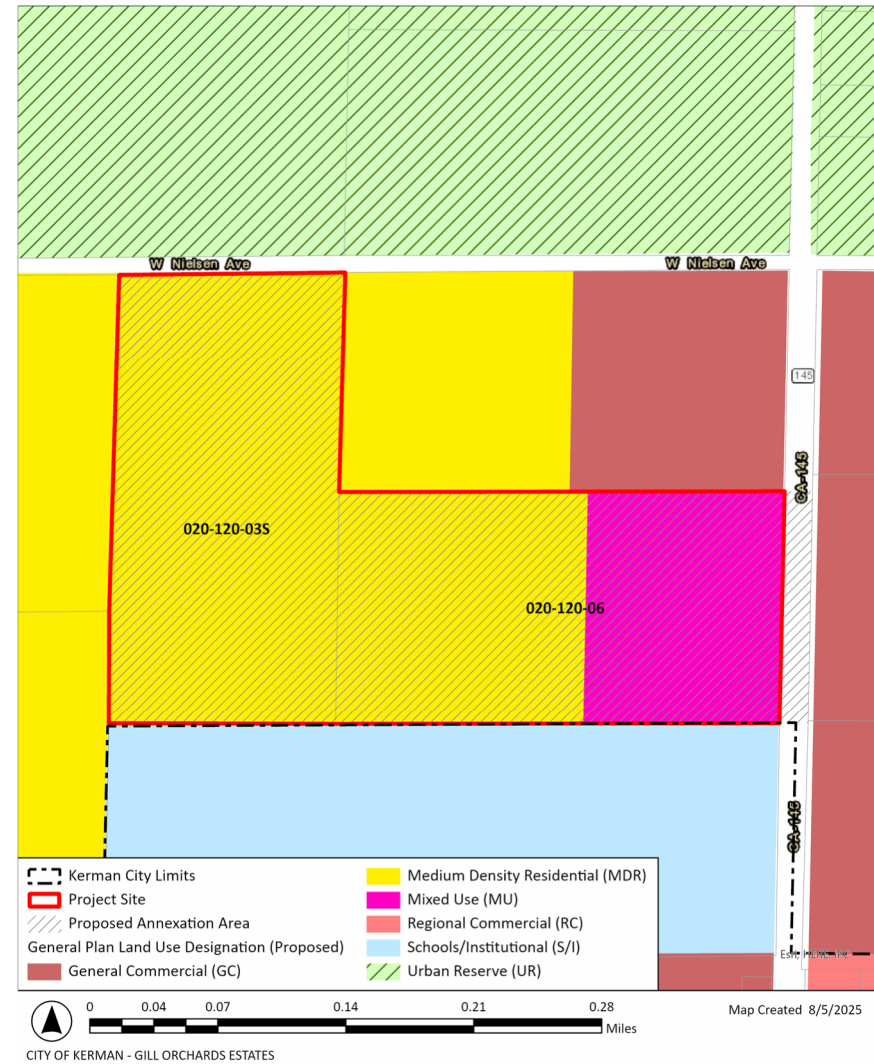 W Nielsen Ave
W Nielsen Ave
145
CA-145
020-120-03S
020-120-06
CA-145
Kerman City Limits
Project Site
Proposed Annexation Area
General Plan Land Use Designation (Proposed)
General Commercial (GC)
Medium Density Residential (MDR)
Mixed Use (MU)
Regional Commercial (RC)
Schools/Institutional (S/I)
Urban Reserve (UR)
Esri, HERE, iPC
0 0.04 0.07 0.14 0.21 0.28
Miles
Map Created 8/5/2025
CITY OF KERMAN - GILL ORCHARDS ESTATES